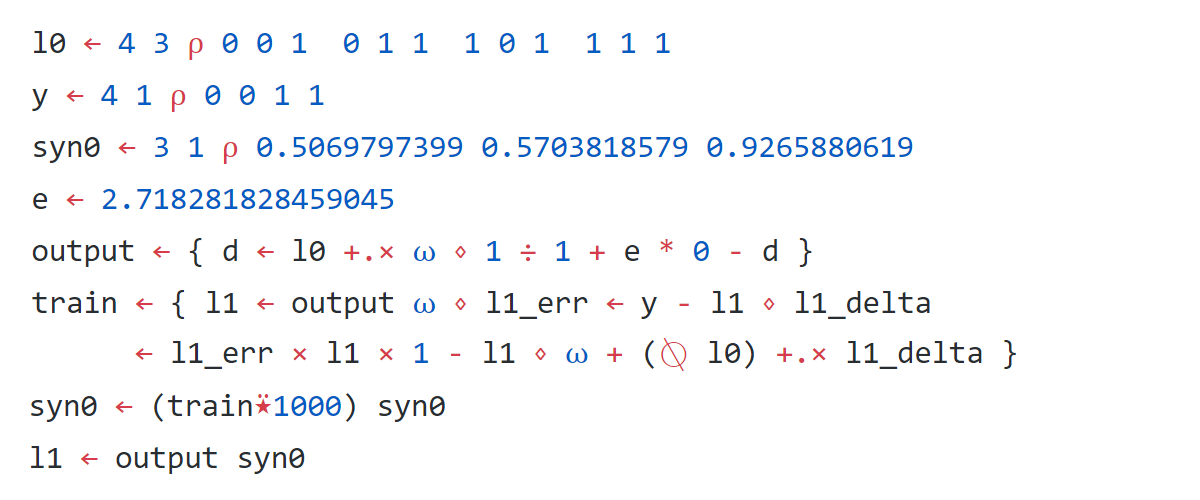 l0 ← 4 3 ⍴ 0 0 1  0 1 1  1 0 1  1 1 1
y ← 4 1 ⍴ 0 0 1 1
syn0 ← 3 1 ⍴ 0.5069797399 0.5703818579 0.9265880619
e ← 2.718281828459045
output ← { d ← l0 +.× ⍵ ⋄ 1 ÷ 1 + e * 0 - d }
train ← { l1 ← output ⍵ ⋄ l1_err ← y - l1 ⋄ l1_delta
← l1_err × l1 × 1 - l1 ⋄ ⍵ + (⍉ l0) +.× l1_delta }
syn0 ← (train⍣1000) syn0
l1 ← output syn0